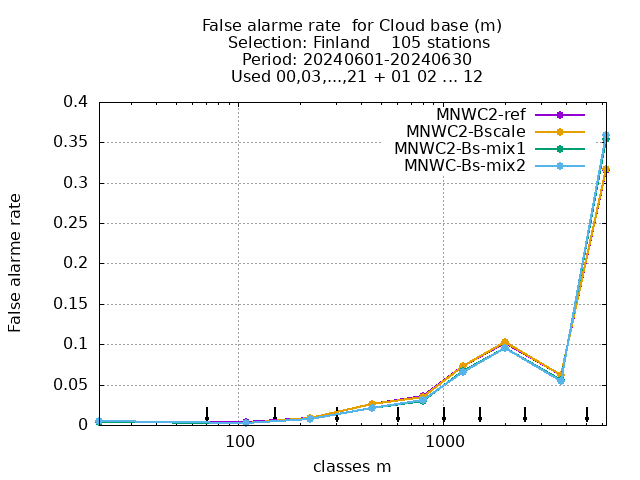 False alarme rate  for Cloud base (m)
Selection: Finland    105 stations
Period: 20240601-20240630
Used 00,03,...,21 + 01 02 ... 12
MNWC2-ref
MNWC2-Bscale
MNWC2-Bs-mix1
MNWC-Bs-mix2
0.4
0.35
0.3
0.25
0.2
0.15
0.1
0.05
0
False alarme rate
100
1000
classes m